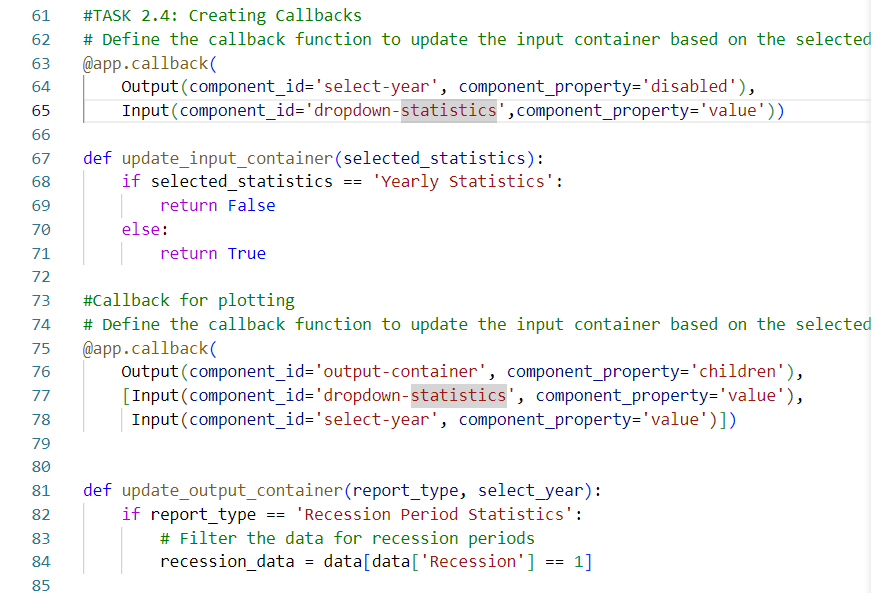 61 #TASK 2.4: Creating Callbacks
62 # Define the callback function to update the input container based on the selected
63 @app.callback(
64     Output(component_id='select-year', component_property='disabled'),
65     Input(component_id='dropdown-statistics',component_property='value'))
66
67 def update_input_container(selected_statistics):
68     if selected_statistics == 'Yearly Statistics':
69         return False
70     else:
71         return True
72
73 #Callback for plotting
74 # Define the callback function to update the input container based on the selected
75 @app.callback(
76     Output(component_id='output-container', component_property='children'),
77     [Input(component_id='dropdown-statistics', component_property='value'),
78      Input(component_id='select-year', component_property='value')])
79
80
81 def update_output_container(report_type, select_year):
82     if report_type == 'Recession Period Statistics':
83         # Filter the data for recession periods
84         recession_data = data[data['Recession'] == 1]
85